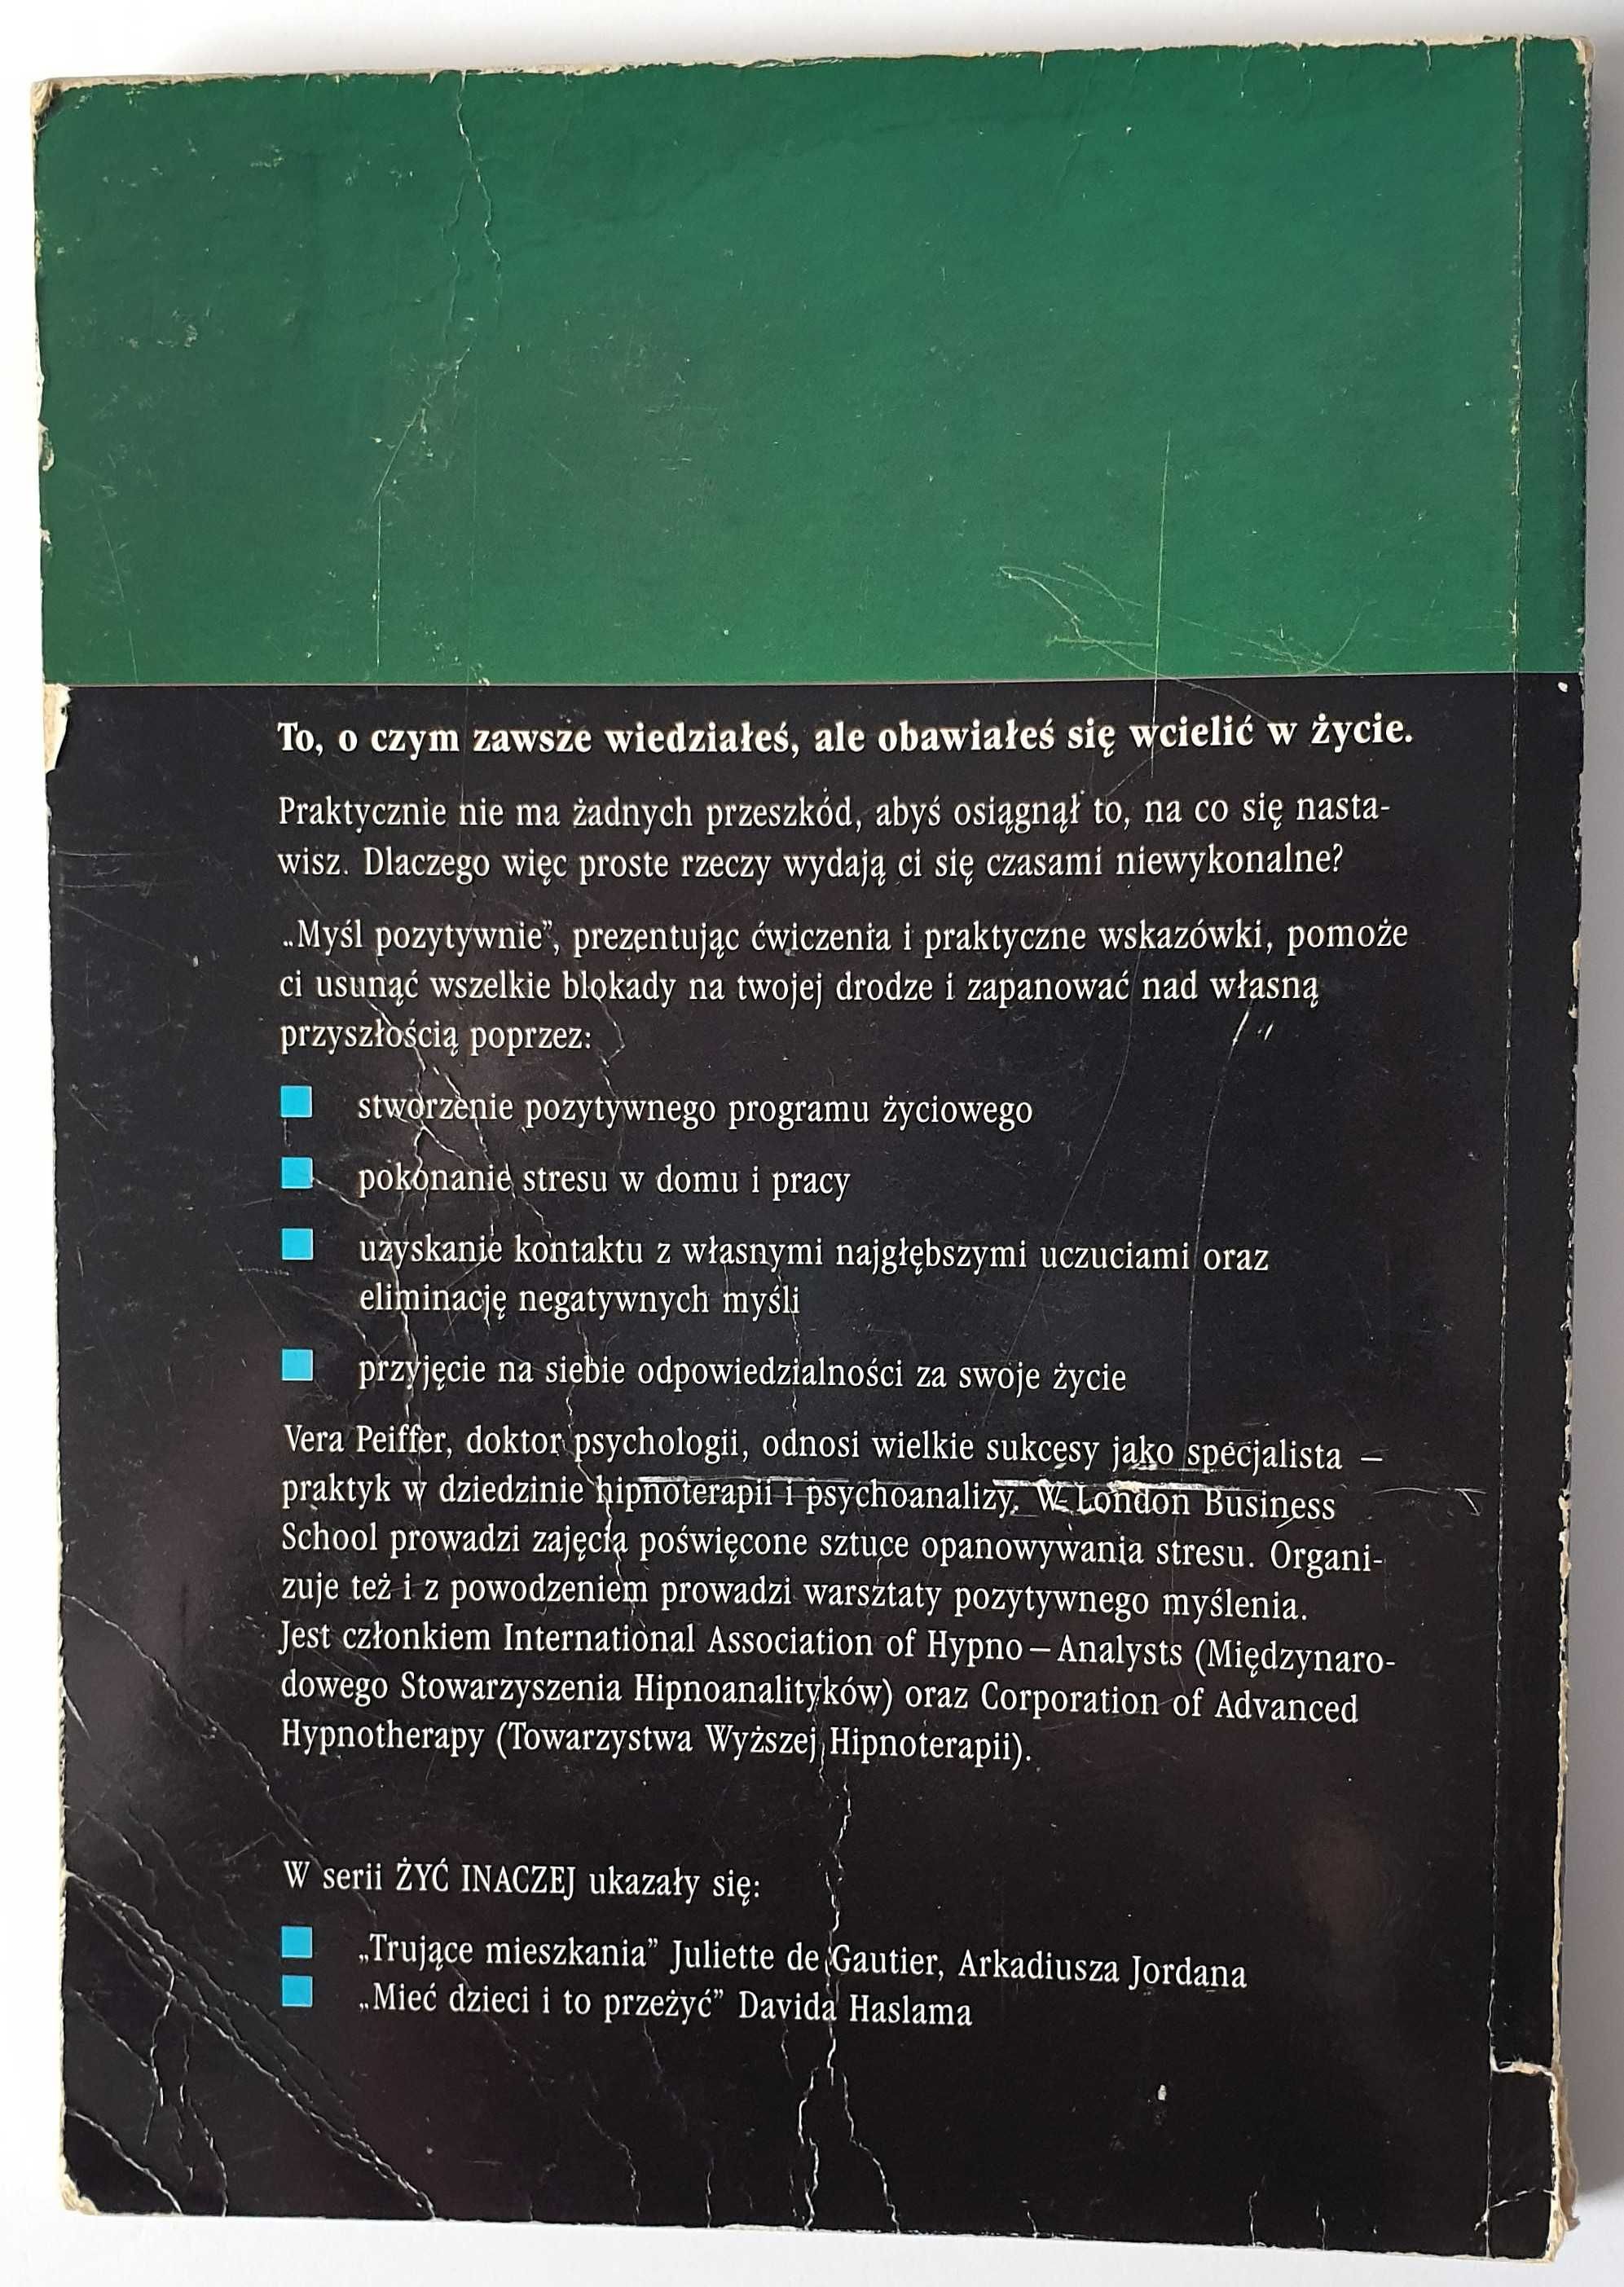 To, o czym zawsze wiedziałeś, ale obawiałeś się wcielić w życie.
Praktycznie nie ma żadnych przeszkód, abyś osiągnął to, na co się nasta-
wisz. Dlaczego więc proste rzeczy wydają ci się czasami niewykonalne?
„Myśl pozytywnie”, prezentując ćwiczenia i praktyczne wskazówki, pomoże
ci usunąć wszelkie blokady na twojej drodze i zapanować nad własną
przyszłością poprzez:
stworzenie pozytywnego programu życiowego
pokonanie stresu w domu i pracy
uzyskanie kontaktu z własnymi najgłębszymi uczuciami oraz
eliminację negatywnych myśli
przyjęcie na siebie odpowiedzialności za swoje życie
Vera Peiffer, doktor psychologii, odnosi wielkie sukcesy jako specjalista —
praktyk w dziedzinie hipnoterapii i psychoanalizy. W London Business
School prowadzi zajęcia poświęcone sztuce opanowywania stresu. Organi-
zuje też i z powodzeniem prowadzi warsztaty pozytywnego myślenia.
Jest członkiem International Association of Hypno — Analysts (Międzynaro-
dowego Stowarzyszenia Hipnoanalityków) oraz Corporation of Advanced
Hypnotherapy (Towarzystwa Wyższej Hipnoterapii).
W serii ŻYĆ INACZEJ ukazały się:
„Trujące mieszkania” Juliette de Gautier, Arkadiusza Jordana
„Mieć dzieci i to przeżyć” Davida Haslama